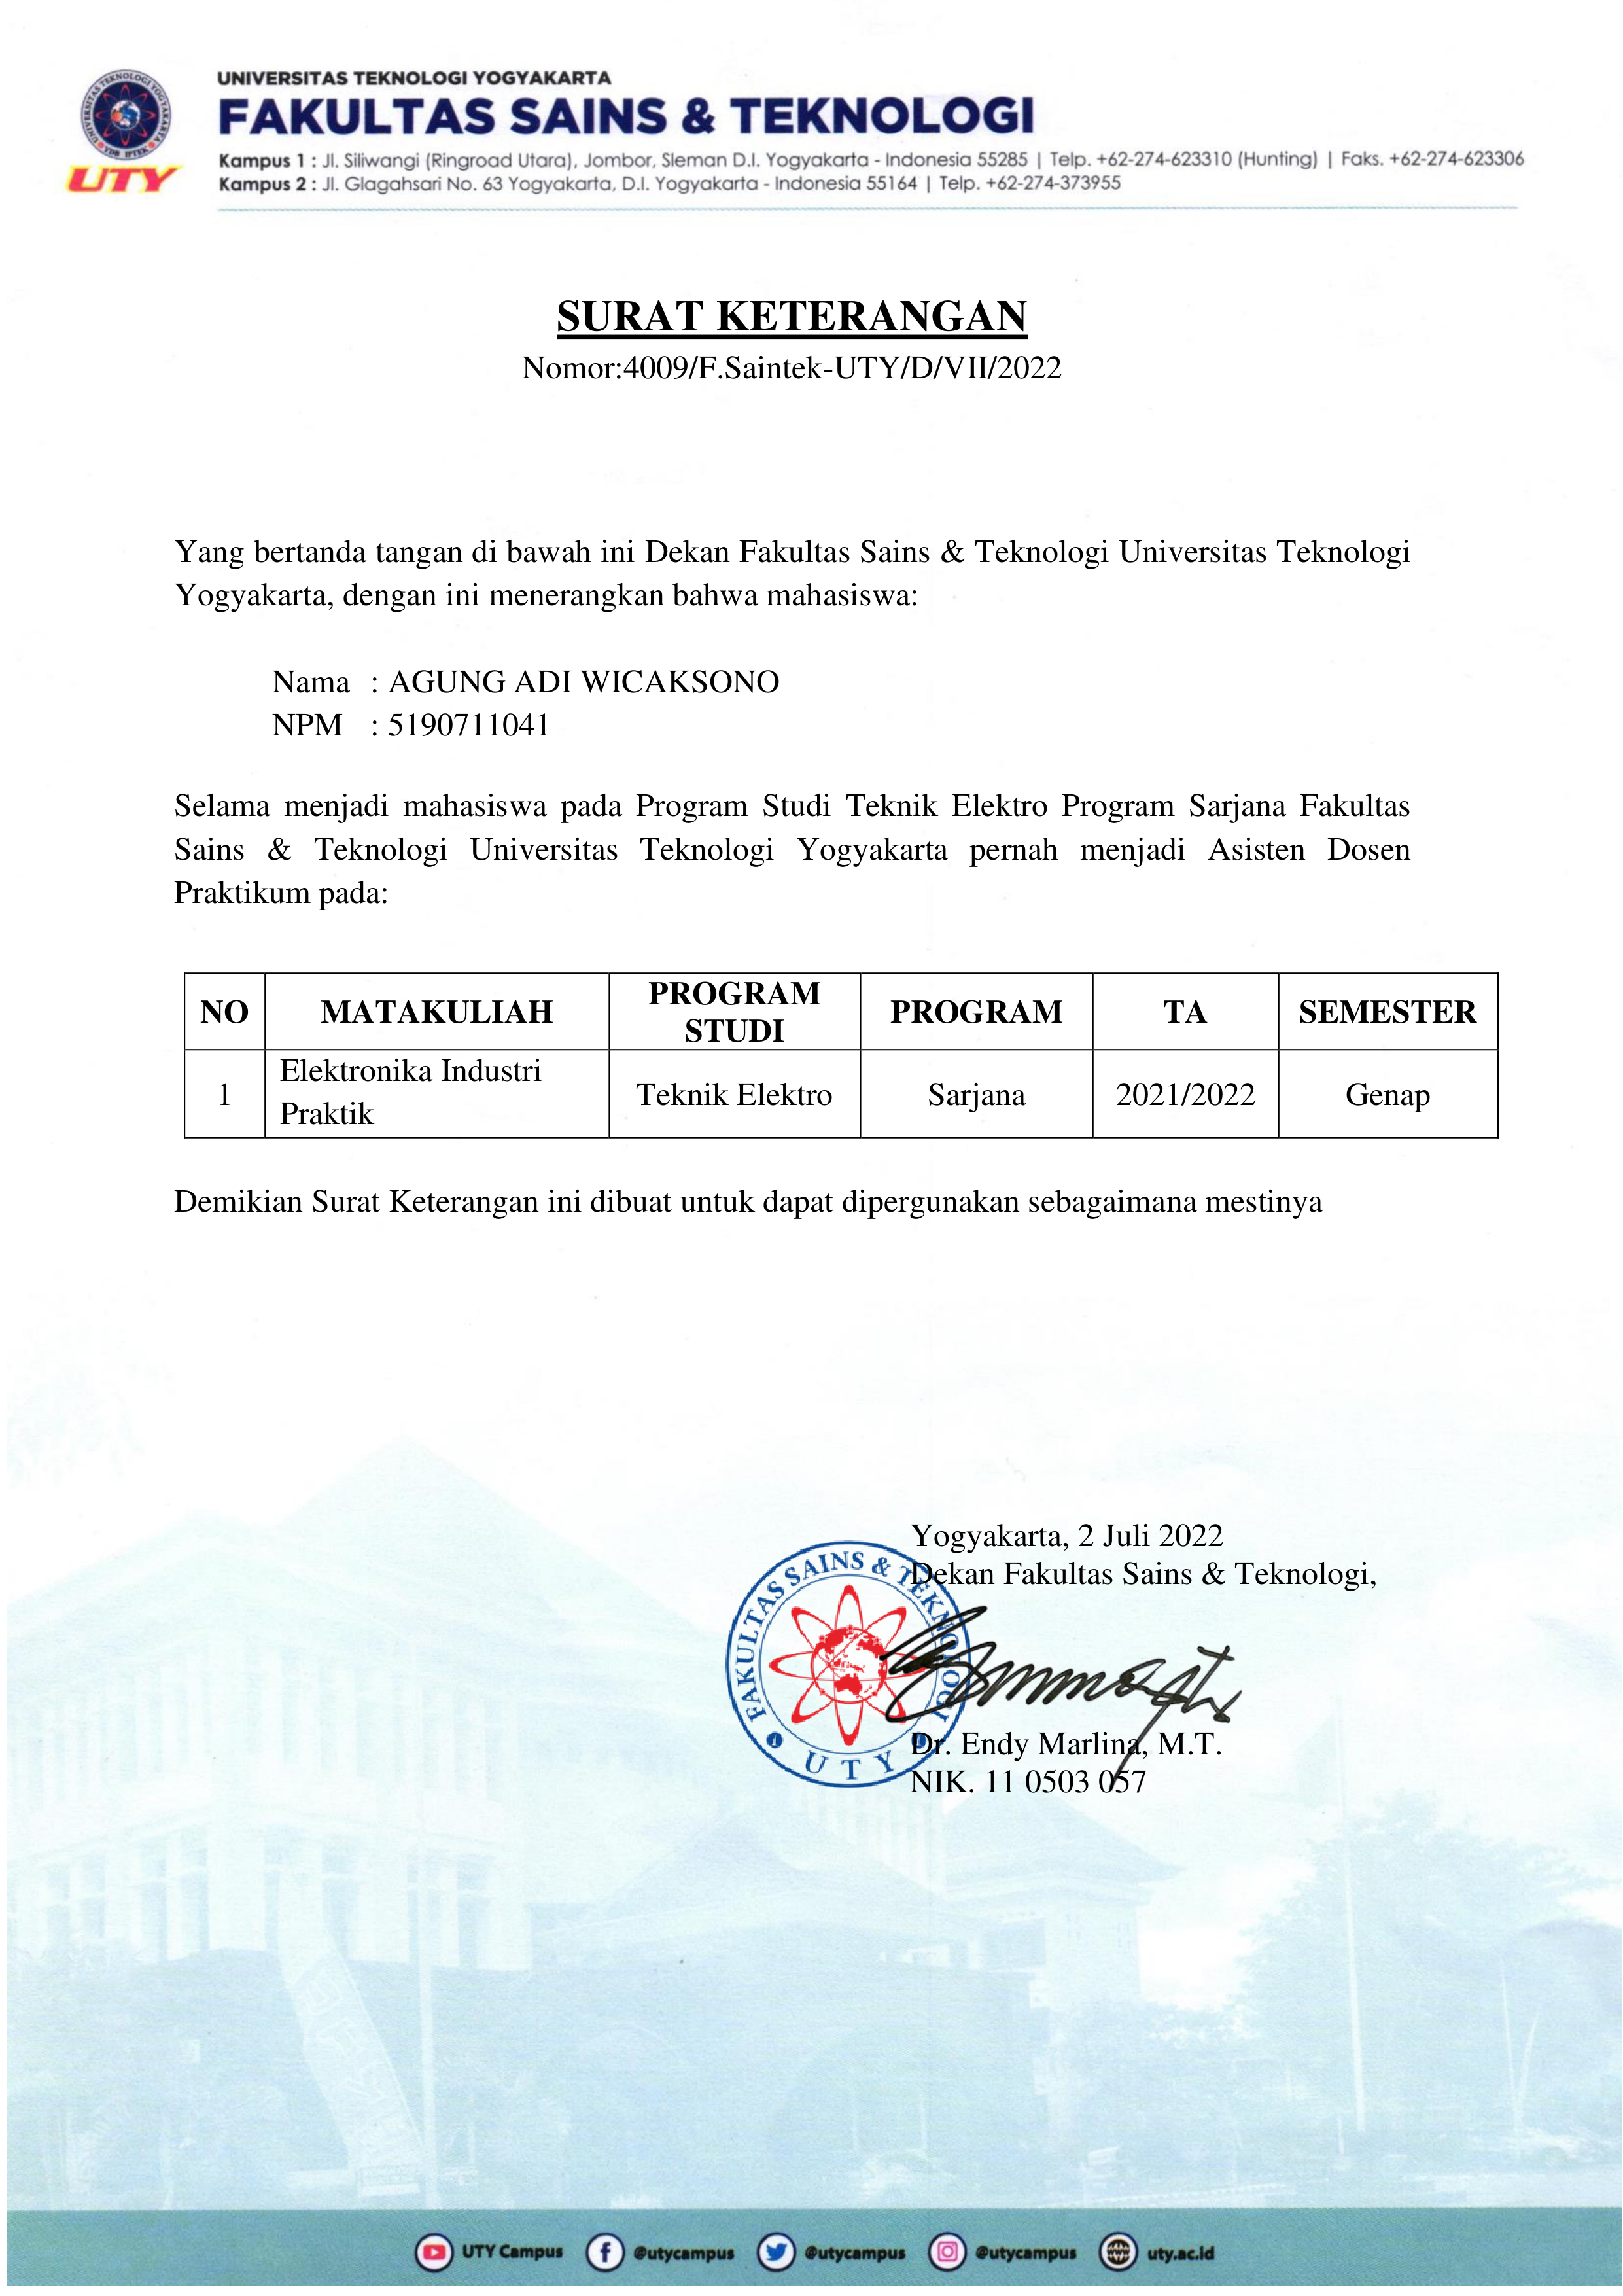 UNIVERSITAS TEKNOLOGI YOGYAKARTA
FAKULTAS SAINS & TEKNOLOGI
Kampus 1 : Jl. Siliwangi (Ringroad Utara), Jombor, Sleman D.I. Yogyakarta - Indonesia 55285 | Telp. +62-274-623310 (Hunting) | Faks. +62-274-623306
Kampus 2 : Jl. Glagahsari No. 63 Yogyakarta, D.I. Yogyakarta - Indonesia 55164 | Telp. +62-274-373955
UNIVERSITAS TEKNOLOGI YOGYAKARTA
YDB IPTEK
UTY
SURAT KETERANGAN
Nomor:4009/F.Saintek-UTY/D/VII/2022
Yang bertanda tangan di bawah ini Dekan Fakultas Sains & Teknologi Universitas Teknologi
Yogyakarta, dengan ini menerangkan bahwa mahasiswa:
Nama : AGUNG ADI WICAKSONO
NPM : 5190711041
Selama menjadi mahasiswa pada Program Studi Teknik Elektro Program Sarjana Fakultas
Sains & Teknologi Universitas Teknologi Yogyakarta pernah menjadi Asisten Dosen
Praktikum pada:
NO MATAKULIAH PROGRAM STUDI PROGRAM TA SEMESTER
1 Elektronika Industri Praktik Teknik Elektro Sarjana 2021/2022 Genap
Demikian Surat Keterangan ini dibuat untuk dapat dipergunakan sebagaimana mestinya
Yogyakarta, 2 Juli 2022
Dekan Fakultas Sains & Teknologi,
FAKULTAS SAINS & TEKNOLOGI
UTY
Dr. Endy Marlina, M.T.
NIK. 11 0503 057
UTY Campus @utycampus @utycampus @utycampus uty.ac.id